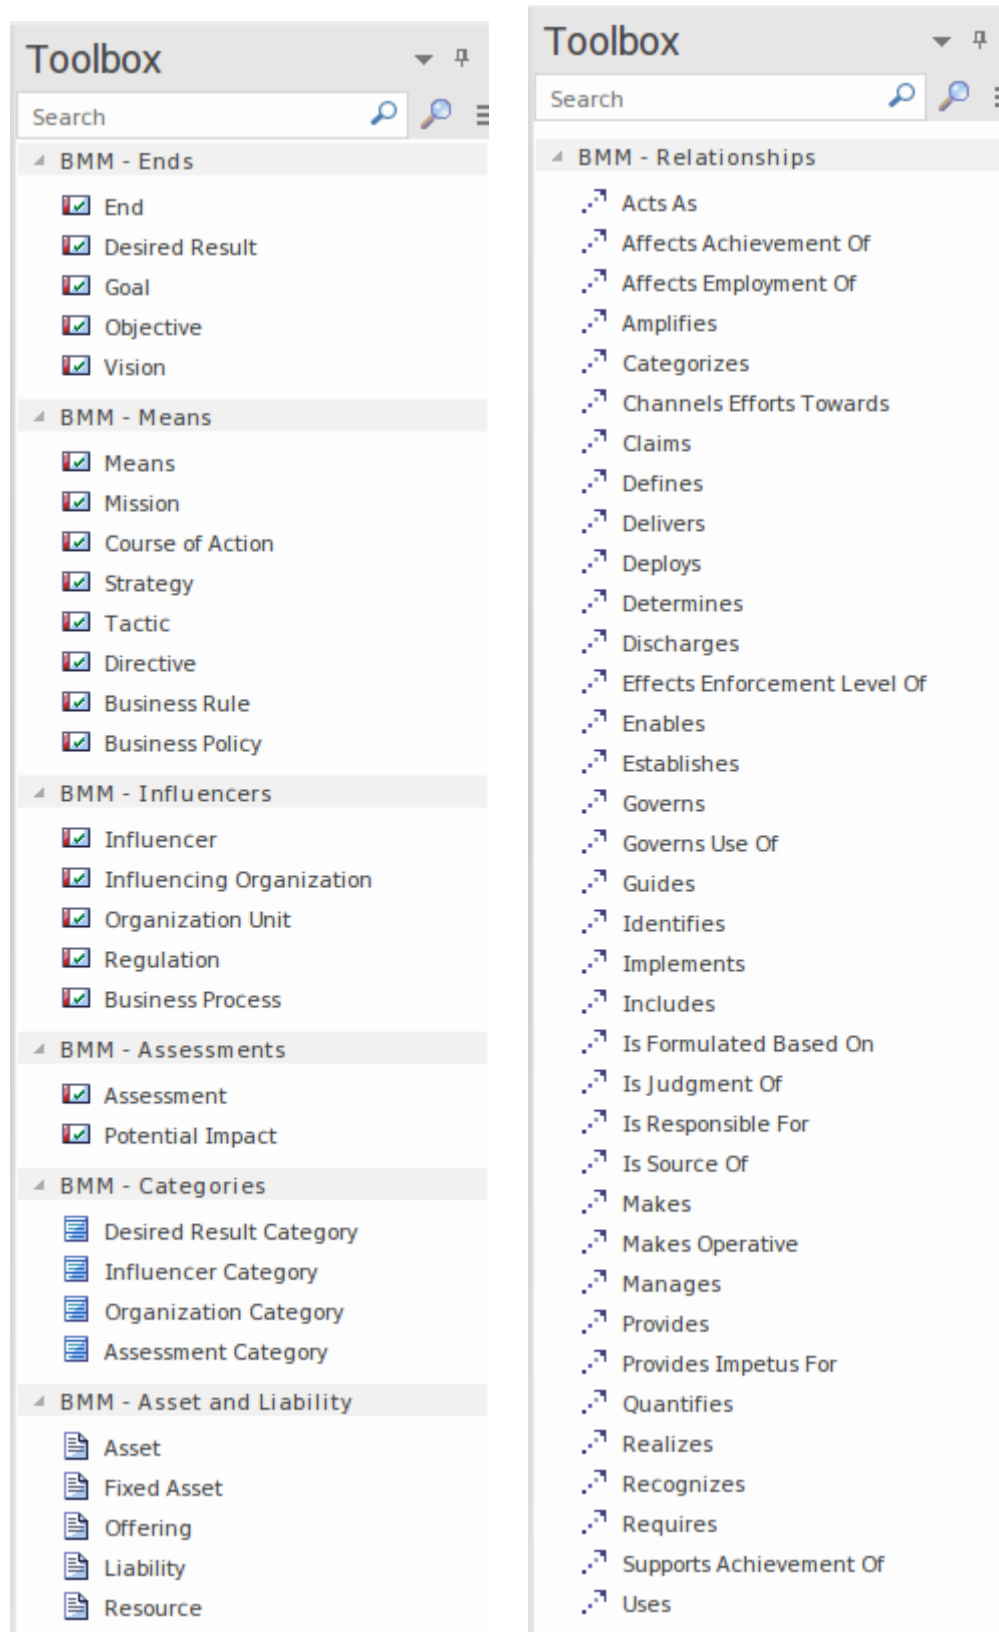 Toolbox
Search
BMM - Ends
End
Desired Result
Goal
Objective
Vision
BMM - Means
Means
Mission
Course of Action
Strategy
Tactic
Directive
Business Rule
Business Policy
BMM - Influencers
Influencer
Influencing Organization
Organization Unit
Regulation
Business Process
BMM - Assessments
Assessment
Potential Impact
BMM - Categories
Desired Result Category
Influencer Category
Organization Category
Assessment Category
BMM - Asset and Liability
Asset
Fixed Asset
Offering
Liability
Resource
Toolbox
Search
BMM - Relationships
Acts As
Affects Achievement Of
Affects Employment Of
Amplifies
Categorizes
Channels Efforts Towards
Claims
Defines
Delivers
Deploys
Determines
Discharges
Effects Enforcement Level Of
Enables
Establishes
Governs
Governs Use Of
Guides
Identifies
Implements
Includes
Is Formulated Based On
Is Judgment Of
Is Responsible For
Is Source Of
Makes
Makes Operative
Manages
Provides
Provides Impetus For
Quantifies
Realizes
Recognizes
Requires
Supports Achievement Of
Uses